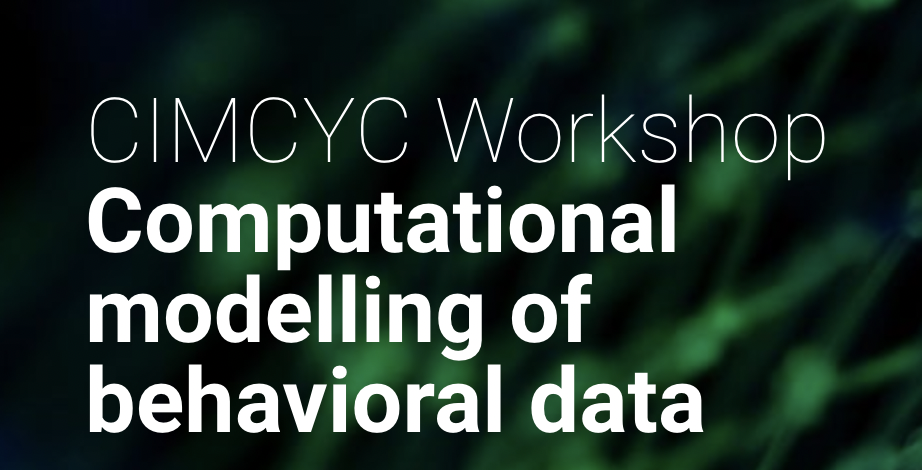 CIMCYC Workshop
Computational
modelling of
behavioral data